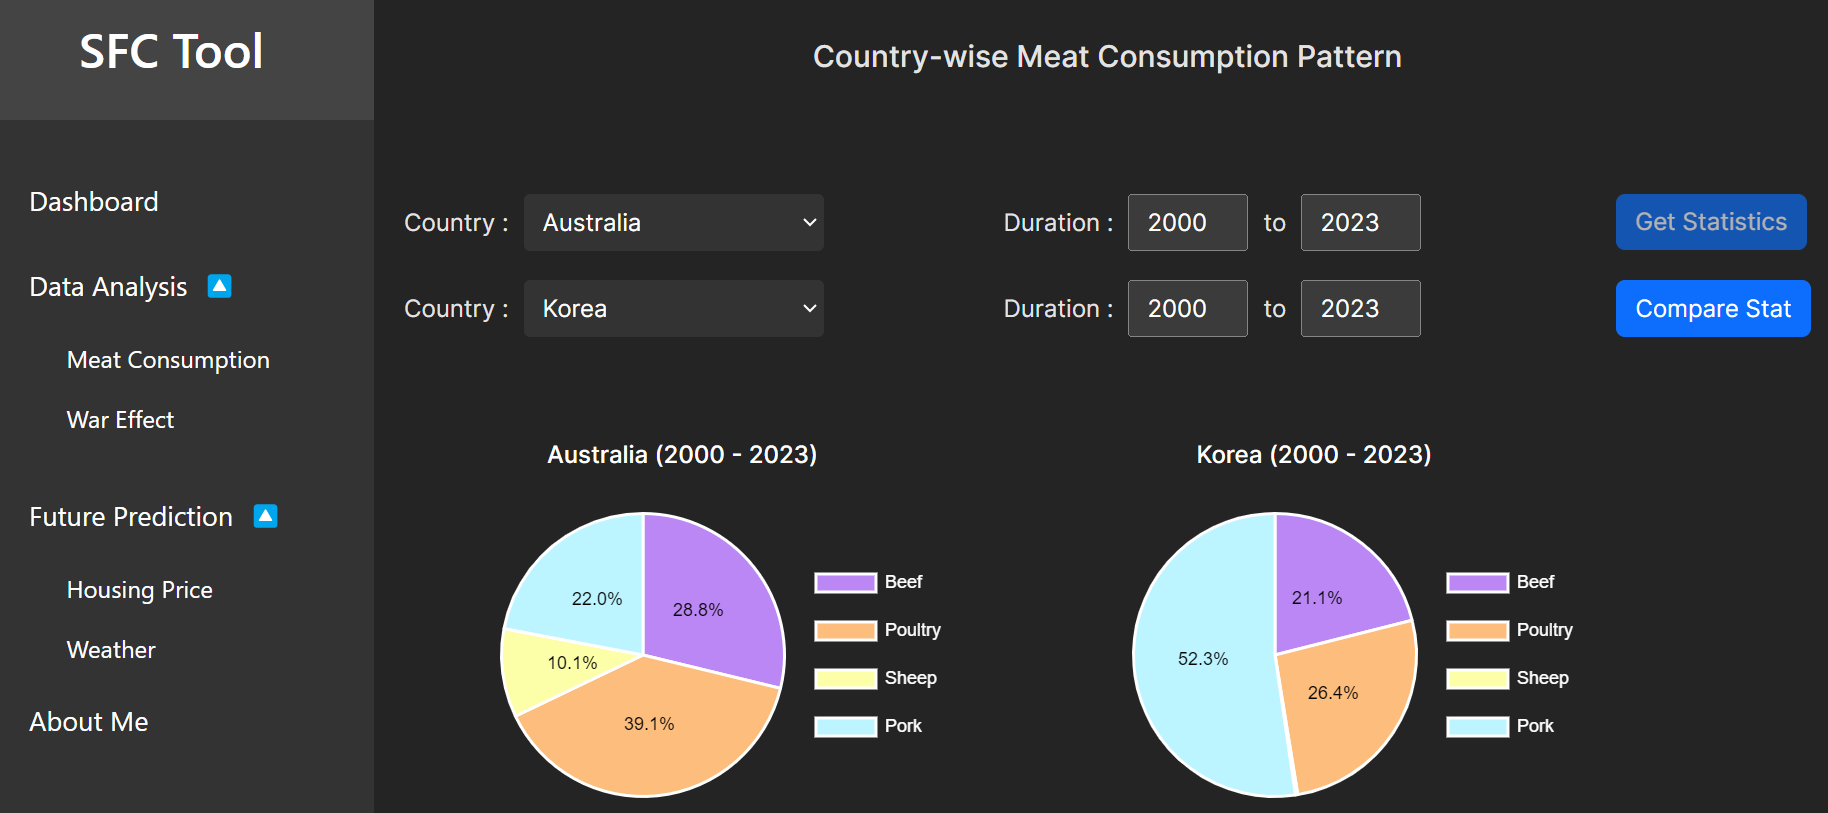 SFC Tool
Dashboard
Data Analysis
Meat Consumption
War Effect
Future Prediction
Housing Price
Weather
About Me
Country-wise Meat Consumption Pattern
Country : Australia Duration : 2000 to 2023 Get Statistics
Country : Korea Duration : 2000 to 2023 Compare Stat
Australia (2000 - 2023)
22.0%
28.8%
10.1%
39.1%
Beef
Poultry
Sheep
Pork
Korea (2000 - 2023)
21.1%
52.3%
26.4%
Beef
Poultry
Sheep
Pork